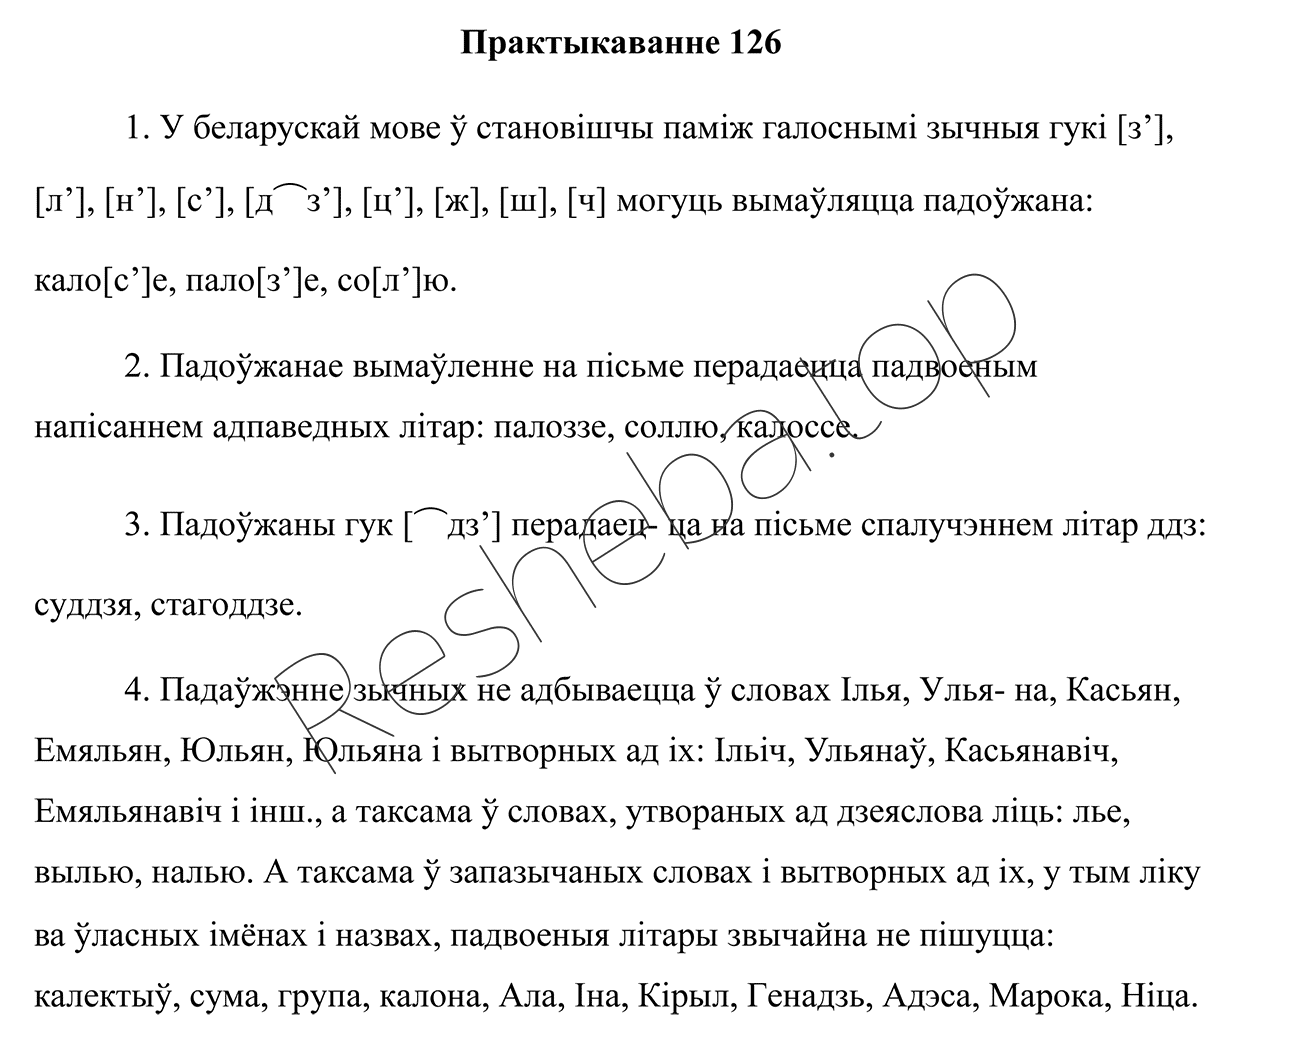 Практыкаванне 126
1. У беларускай мове ў становішчы паміж галоснымі зычныя гукі [з’],
[л’], [н’], [с’], [д⁀з’], [ц’], [ж], [ш], [ч] могуць вымаўляцца падоўжана:
кало[с’]е, пало[з’]е, со[л’]ю.
2. Падоўжанае вымаўленне на пісьме перадаецца падвоеным
напісаннем адпаведных літар: палоззе, соллю, калоссе.
3. Падоўжаны гук [⁀дз’] перадаец- ца на пісьме спалучэннем літар ддз:
суддзя, стагоддзе.
4. Падаўжэнне зычных не адбываецца ў словах Ілья, Улья- на, Касьян,
Емяльян, Юльян, Юльяна і вытворных ад іх: Ільіч, Ульянаў, Касьянавіч,
Емяльянавіч і інш., а таксама ў словах, утвораных ад дзеяслова ліць: лье,
вылью, налью. А таксама ў запазычаных словах і вытворных ад іх, у тым ліку
ва ўласных імёнах і назвах, падвоеныя літары звычайна не пішуцца:
калектыў, сума, група, калона, Ала, Іна, Кірыл, Генадзь, Адэса, Марока, Ніца.
Resheba.top